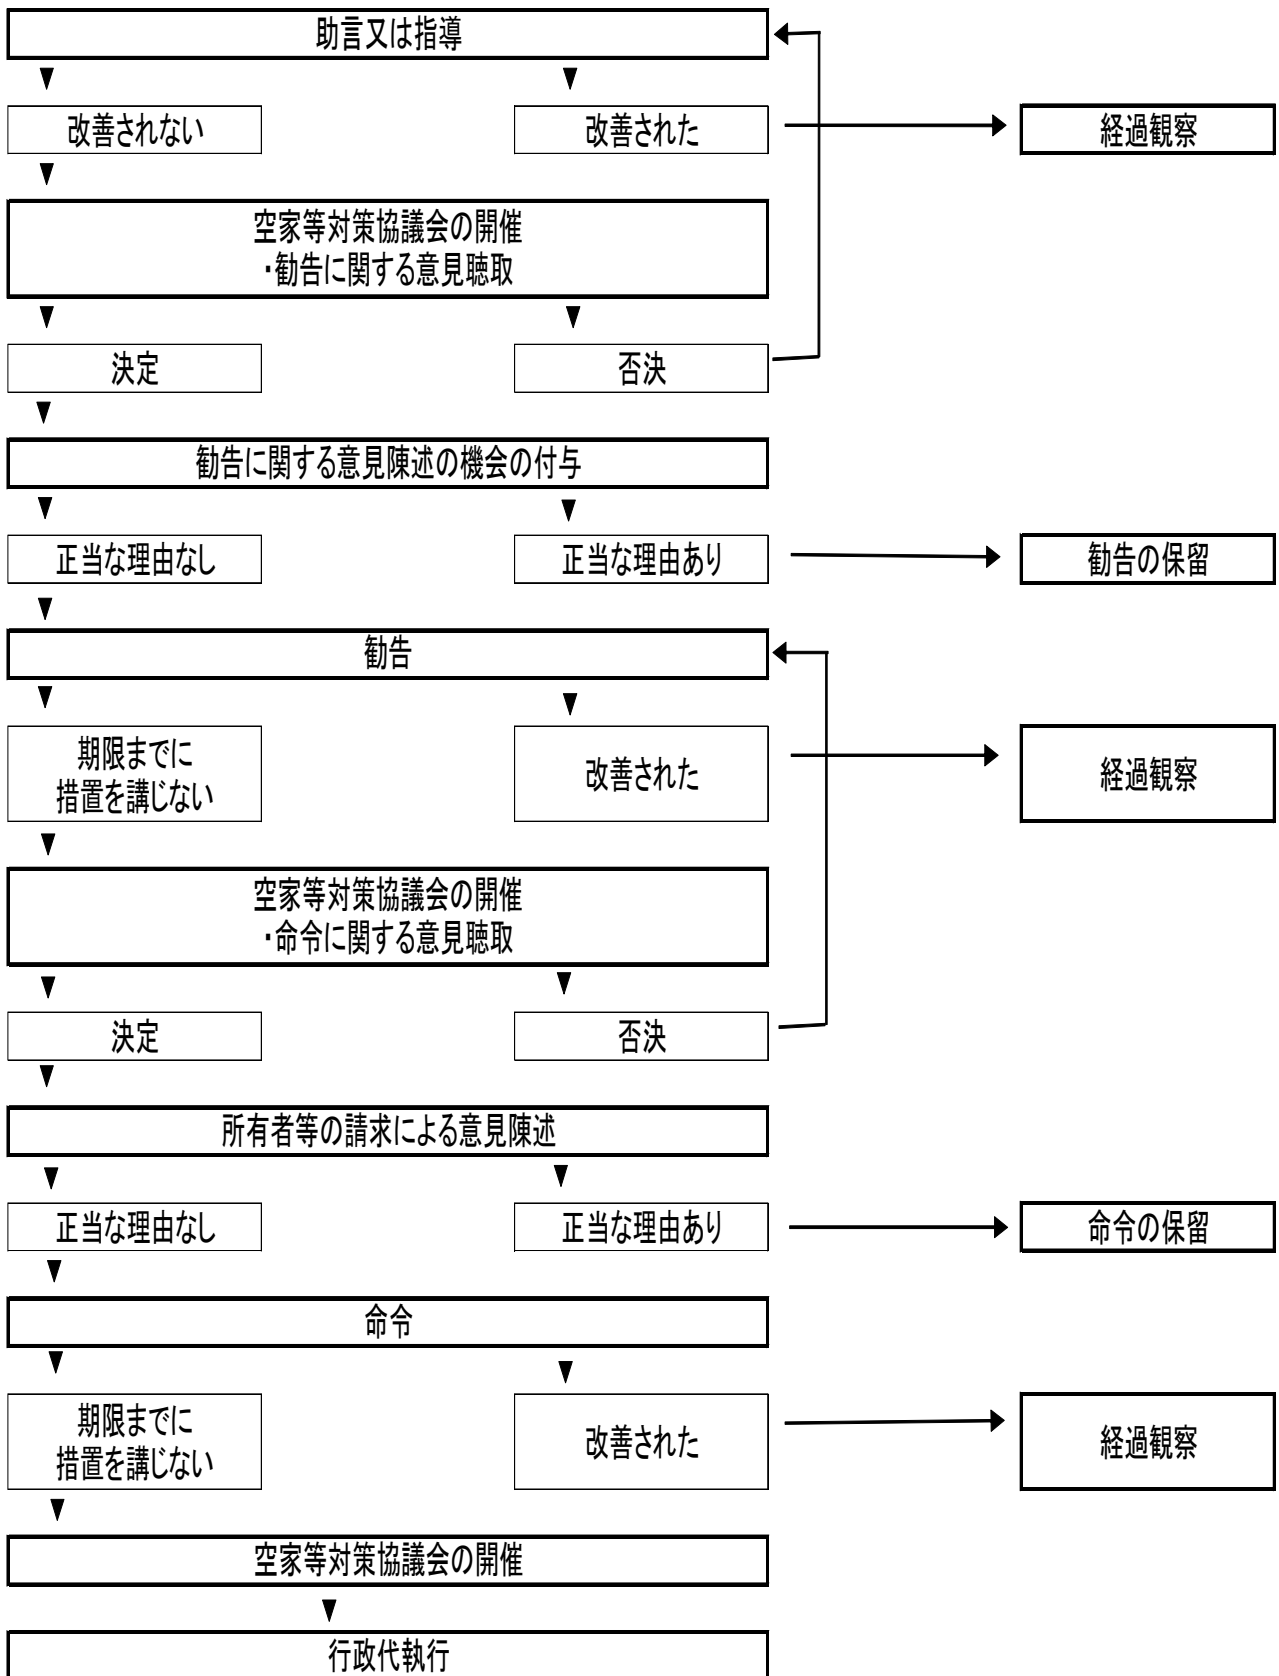 助言又は指導
改善されない
改善された
経過観察
空家等対策協議会の開催
・勧告に関する意見聴取
決定
否決
勧告に関する意見陳述の機会の付与
正当な理由なし
正当な理由あり
勧告の保留
勧告
期限までに
措置を講じない
改善された
経過観察
空家等対策協議会の開催
・命令に関する意見聴取
決定
否決
所有者等の請求による意見陳述
正当な理由なし
正当な理由あり
命令の保留
命令
期限までに
措置を講じない
改善された
経過観察
空家等対策協議会の開催
行政代執行